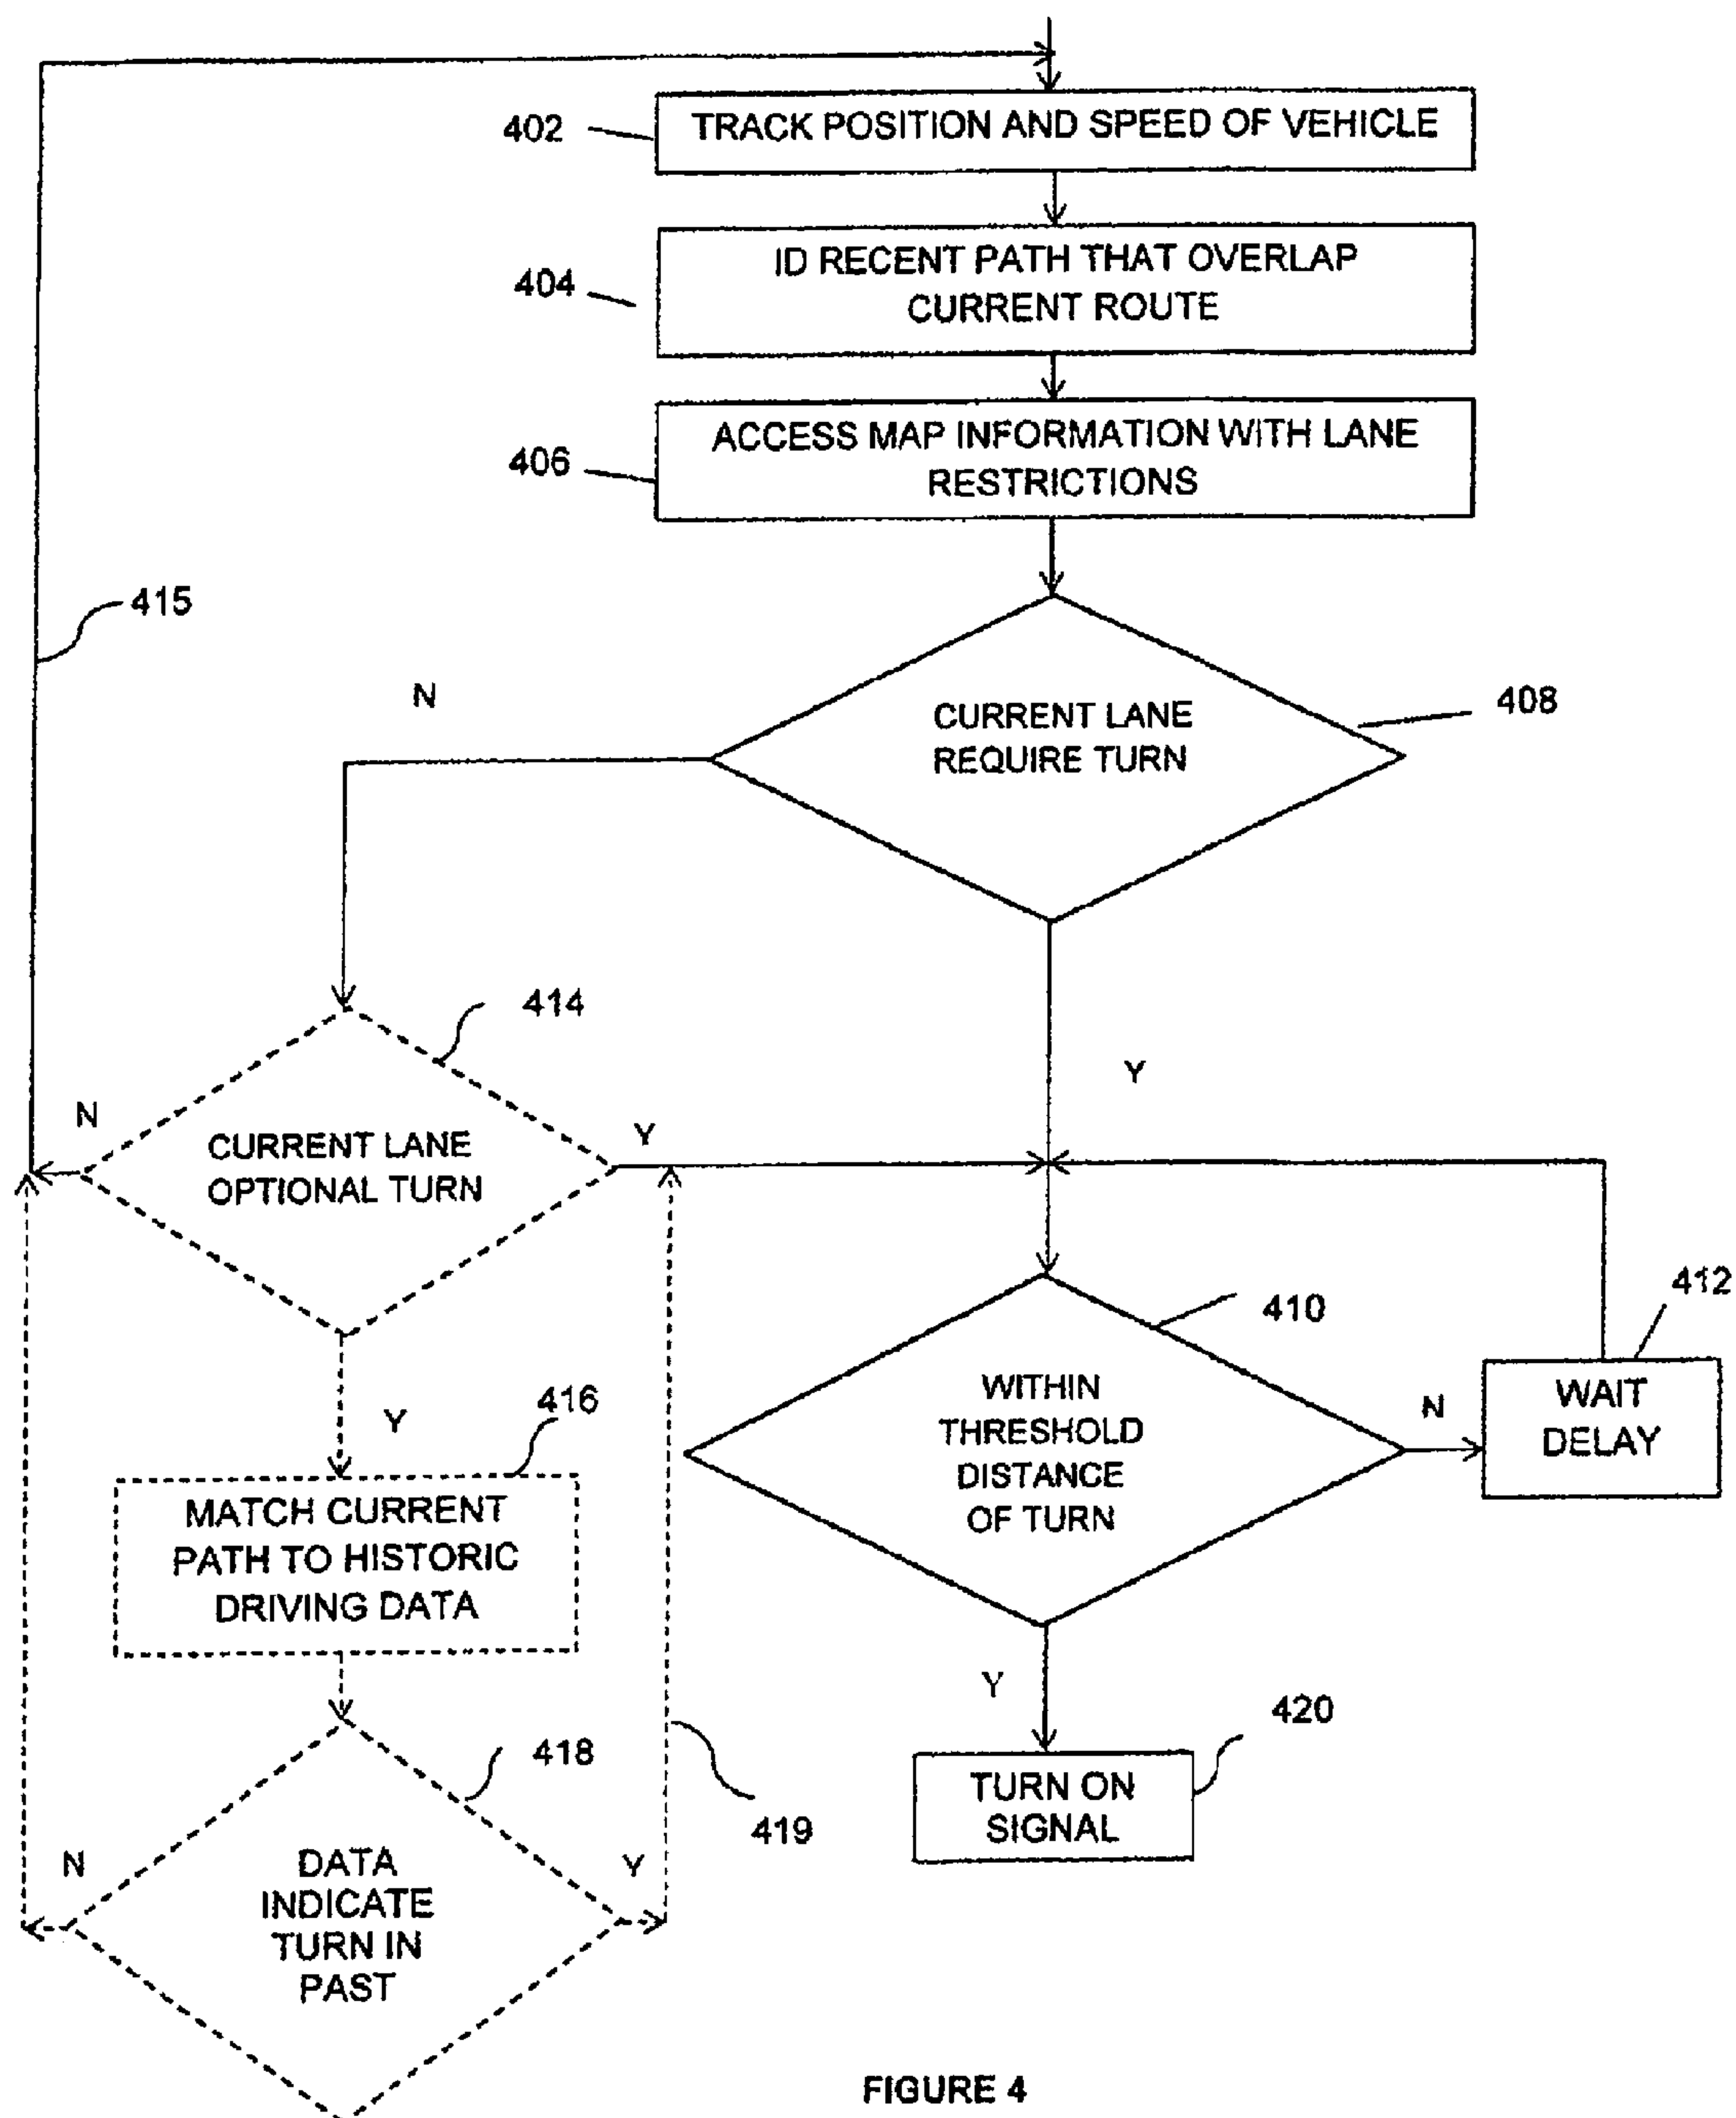 402
TRACK POSITION AND SPEED OF VEHICLE
404
ID RECENT PATH THAT OVERLAP
CURRENT ROUTE
406
ACCESS MAP INFORMATION WITH LANE
RESTRICTIONS
415
N
CURRENT LANE
REQUIRE TURN
408
414
Y
N
CURRENT LANE
OPTIONAL TURN
Y
410
412
WITHIN
THRESHOLD
DISTANCE
OF TURN
N
WAIT
DELAY
Y
416
MATCH CURRENT
PATH TO HISTORIC
DRIVING DATA
Y
420
TURN ON
SIGNAL
418
419
N
DATA
INDICATE
TURN IN
PAST
Y
FIGURE 4